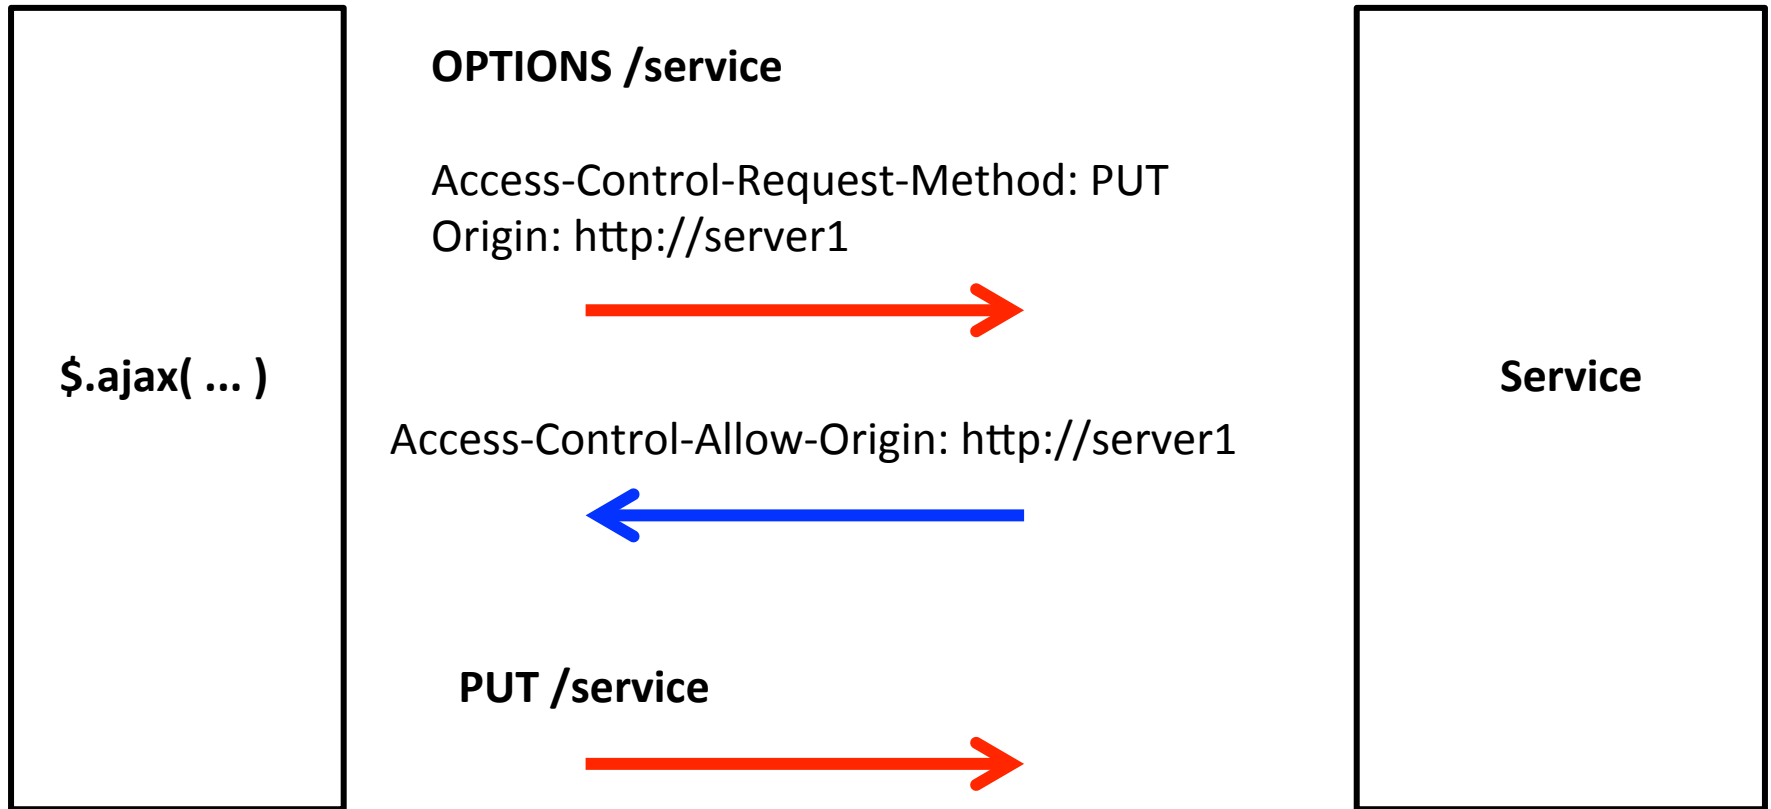 OPTIONS /service
Access-Control-Request-Method: PUT
Origin: http://server1
$.ajax( ... )
Service
Access-Control-Allow-Origin: http://server1
PUT /service